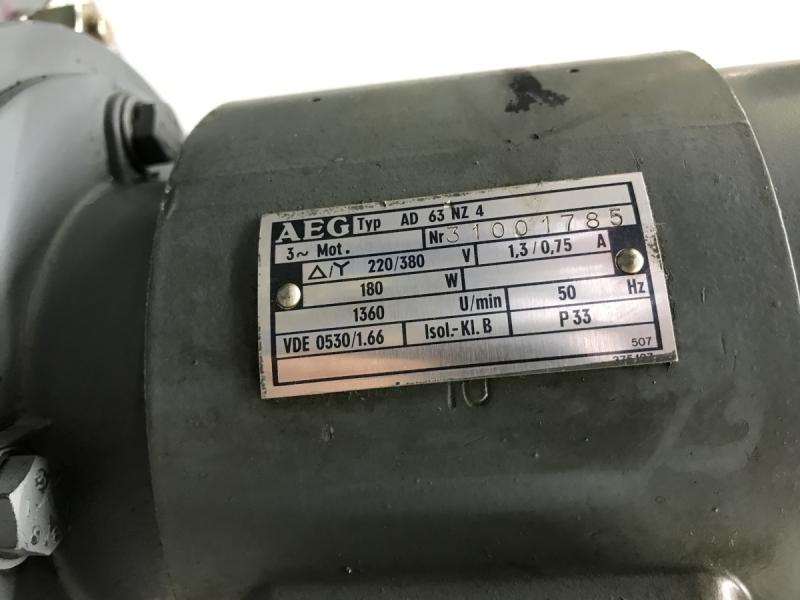 AEG Typ AD 63 NZ 4
3~ Mot. Nr 31001785
△/Y 220/380 V 1,3/0,75 A
180 W
1360 U/min 50 Hz
VDE 0530/1.66 Isol.-Kl. B P 33
507
10